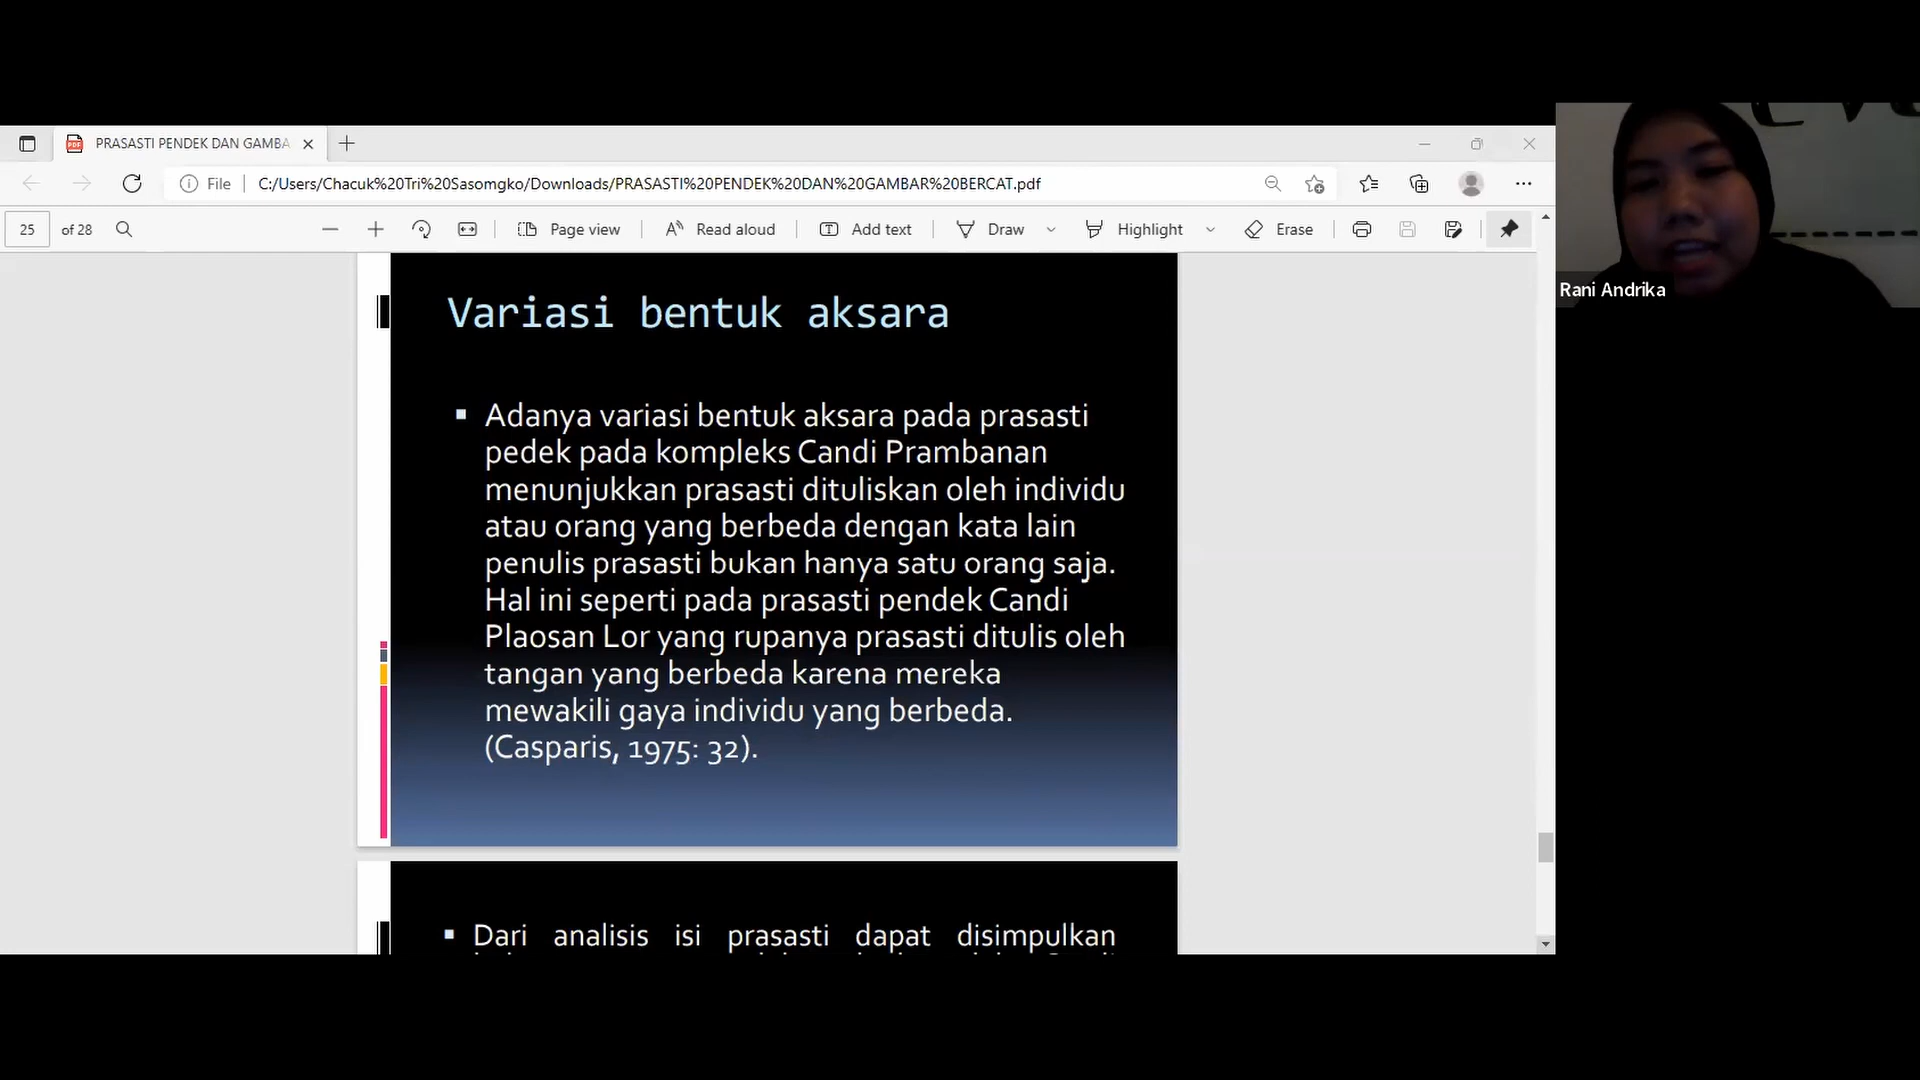 PRASASTI PENDEK DAN GAMBA
File
C:/Users/Chacuk%20Tri%20Sasomgko/Downloads/PRASASTI%20PENDEK%20DAN%20GAMBAR%20BERCAT.pdf
25 of 28
Page view
Read aloud
Add text
Draw
Highlight
Erase
Rani Andrika
Variasi bentuk aksara
▪ Adanya variasi bentuk aksara pada prasasti
pedek pada kompleks Candi Prambanan
menunjukkan prasasti dituliskan oleh individu
atau orang yang berbeda dengan kata lain
penulis prasasti bukan hanya satu orang saja.
Hal ini seperti pada prasasti pendek Candi
Plaosan Lor yang rupanya prasasti ditulis oleh
tangan yang berbeda karena mereka
mewakili gaya individu yang berbeda.
(Casparis, 1975: 32).
▪ Dari analisis isi prasasti dapat disimpulkan